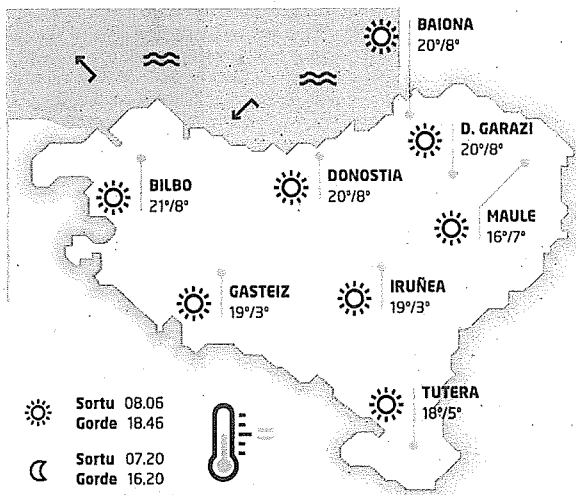 BAIONA
20°/8°
D. GARAZI
20°/8°
DONOSTIA
20°/8°
BILBO
21°/8°
MAULE
16°/7°
GASTEIZ
19°/3°
IRUÑEA
19°/3°
TUTERA
18°/5°
Sortu 08.06
Gorde 18.46
Sortu 07.20
Gorde 16.20